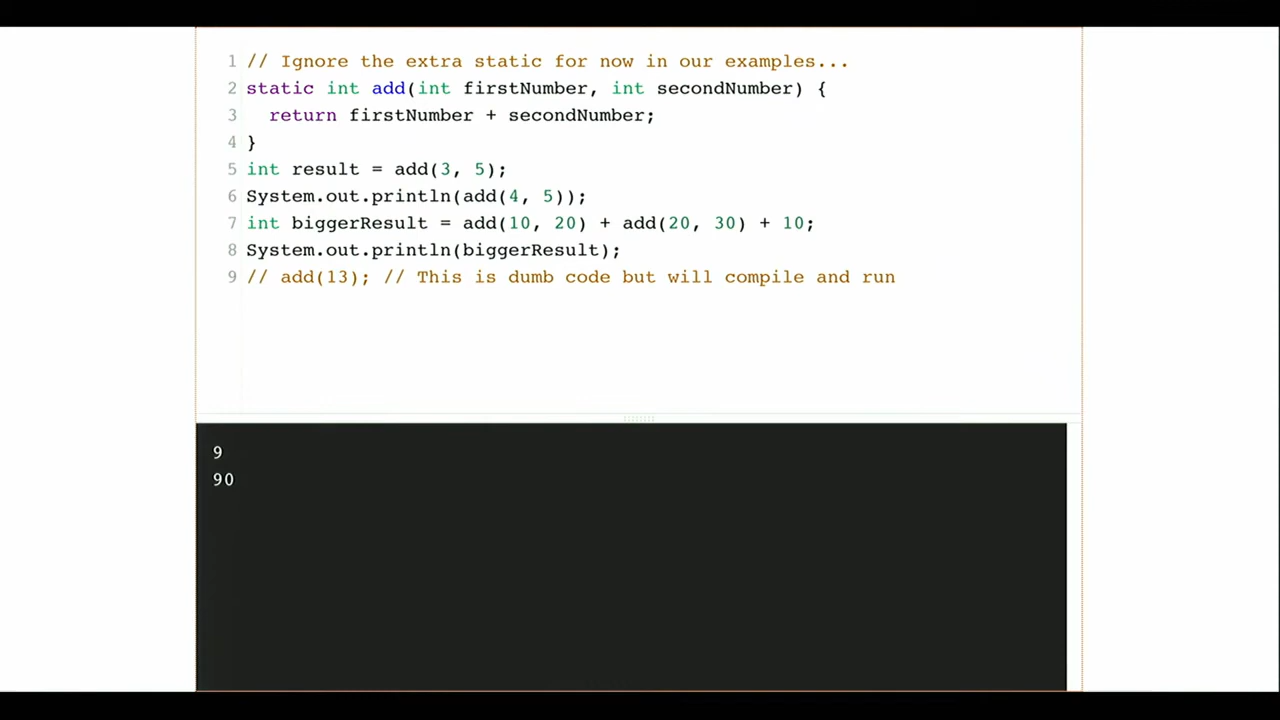 1 // Ignore the extra static for now in our examples...
2 static int add(int firstNumber, int secondNumber) {
3   return firstNumber + secondNumber;
4 }
5 int result = add(3, 5);
6 System.out.println(add(4, 5));
7 int biggerResult = add(10, 20) + add(20, 30) + 10;
8 System.out.println(biggerResult);
9 // add(13); // This is dumb code but will compile and run
9
90